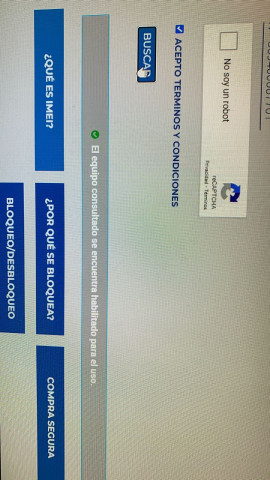 No soy un robot
reCAPTCHA
Privacidad - Términos
ACEPTO TERMINOS Y CONDICIONES
BUSCAR
El equipo consultado se encuentra habilitado para el uso.
¿QUÉ ES IMEI?
¿POR QUÉ SE BLOQUEA?
COMPRA SEGURA
BLOQUEO/DESBLOQUEO